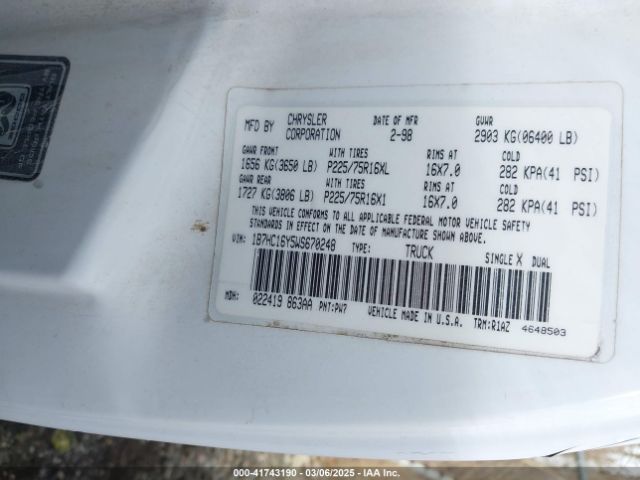 MFD BY CHRYSLER CORPORATION DATE OF MFR 2-98 GVWR 2903 KG(06400 LB)
GAWR FRONT WITH TIRES RIMS AT COLD
1656 KG(3650 LB) P225/75R16XL 16X7.0 282 KPA(41 PSI)
GAWR REAR WITH TIRES RIMS AT COLD
1727 KG(3806 LB) P225/75R16X1 16X7.0 282 KPA(41 PSI)
THIS VEHICLE CONFORMS TO ALL APPLICABLE FEDERAL MOTOR VEHICLE SAFETY
STANDARDS IN EFFECT ON THE DATE OF MANUFACTURE SHOWN ABOVE.
VIN: 1B7HC16Y5WS670248 TYPE: TRUCK SINGLE X DUAL
MDH: 022419 863AA PNT:PW7 VEHICLE MADE IN U.S.A. TRM:R1AZ 4648503
000-41743190 - 03/06/2025 - IAA Inc.